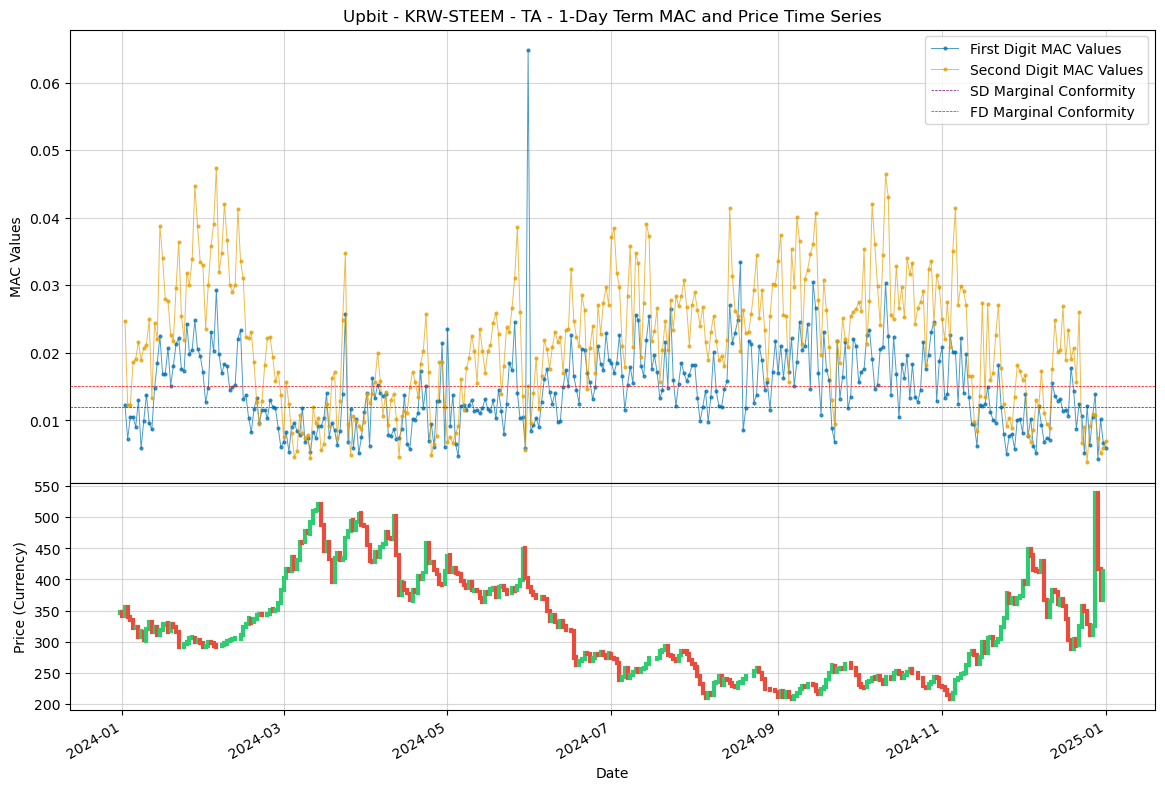 Upbit - KRW-STEEM - TA - 1-Day Term MAC and Price Time Series
First Digit MAC Values
Second Digit MAC Values
SD Marginal Conformity
FD Marginal Conformity
MAC Values
0.06
0.05
0.04
0.03
0.02
0.01
Price (Currency)
550
500
450
400
350
300
250
200
2024-01
2024-03
2024-05
2024-07
2024-09
2024-11
2025-01
Date